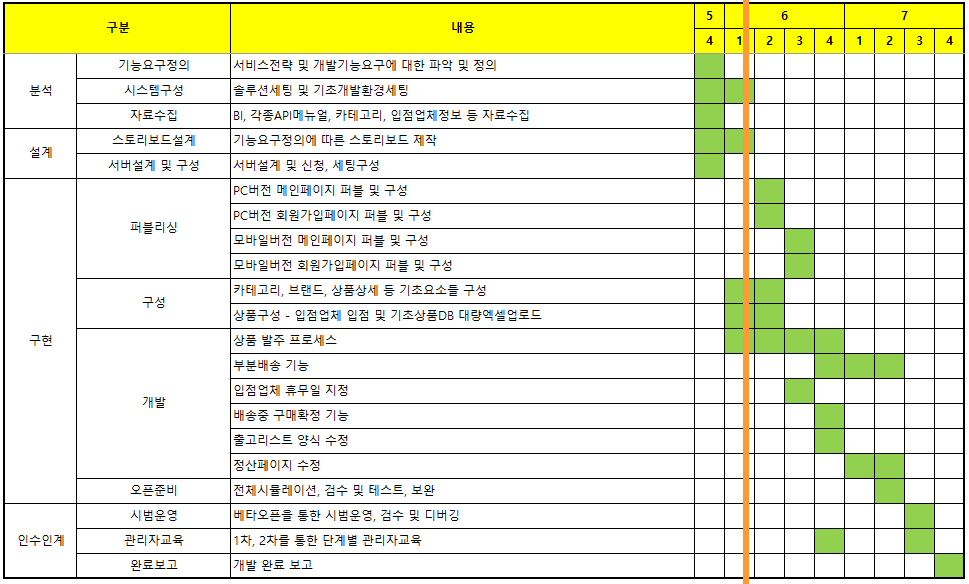 구분 내용 5 6 7
4 1 2 3 4 1 2 3 4
분석 기능요구정의 서비스전략 및 개발기능요구에 대한 파악 및 정의
시스템구성 솔루션세팅 및 기초개발환경세팅
자료수집 BI, 각종API메뉴얼, 카테고리, 입점업체정보 등 자료수집
설계 스토리보드설계 기능요구정의에 따른 스토리보드 제작
서버설계 및 구성 서버설계 및 신청, 세팅구성
구현 퍼블리싱 PC버전 메인페이지 퍼블 및 구성
PC버전 회원가입페이지 퍼블 및 구성
모바일버전 메인페이지 퍼블 및 구성
모바일버전 회원가입페이지 퍼블 및 구성
구성 카테고리, 브랜드, 상품상세 등 기초요소들 구성
상품구성 - 입점업체 입점 및 기초상품DB 대량엑셀업로드
개발 상품 발주 프로세스
부분배송 기능
입점업체 휴무일 지정
배송중 구매확정 기능
출고리스트 양식 수정
정산페이지 수정
오픈준비 전체시뮬레이션, 검수 및 테스트, 보완
인수인계 시범운영 베타오픈을 통한 시범운영, 검수 및 디버깅
관리자교육 1차, 2차를 통한 단계별 관리자교육
완료보고 개발 완료 보고